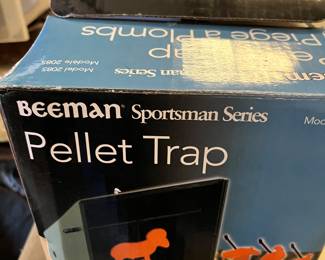 Piège à Plombs
Sportsman Series
Model 2085
Modèle 2085
BEEMAN® Sportsman Series
Pellet Trap